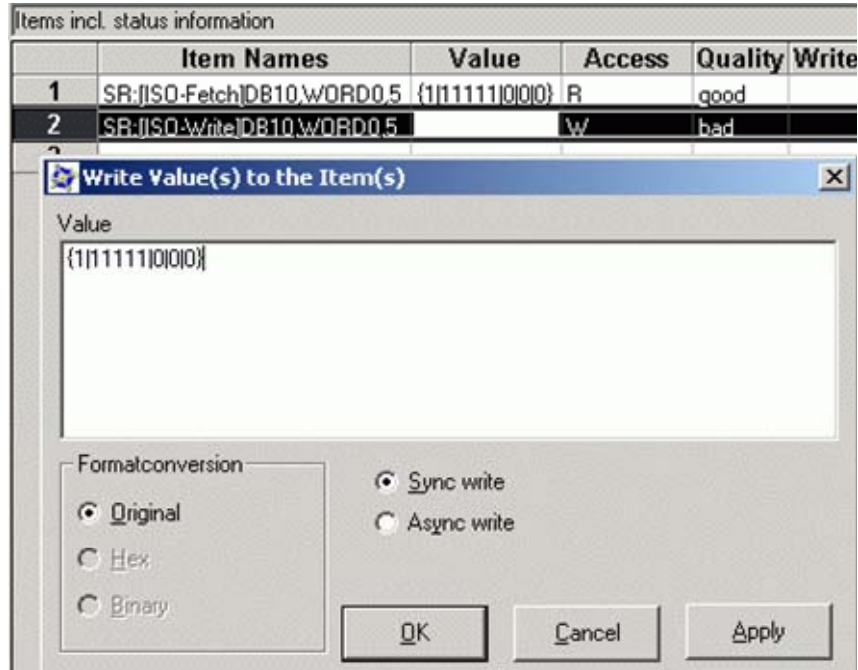 Items incl. status information
Item Names Value Access Quality Write
1 SR:[ISO-Fetch]DB10,WORD0,5 {1|11111|0|0|0} R good
2 SR:[ISO-Write]DB10,WORD0,5 W bad
Write Value(s) to the Item(s)
Value
{1|11111|0|0|0}
Formatconversion
Original
Hex
Binary
Sync write
Async write
OK Cancel Apply